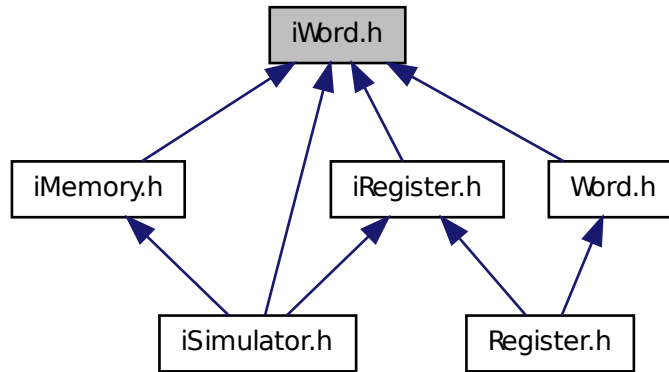 iWord.h
iMemory.h
iRegister.h
Word.h
iSimulator.h
Register.h